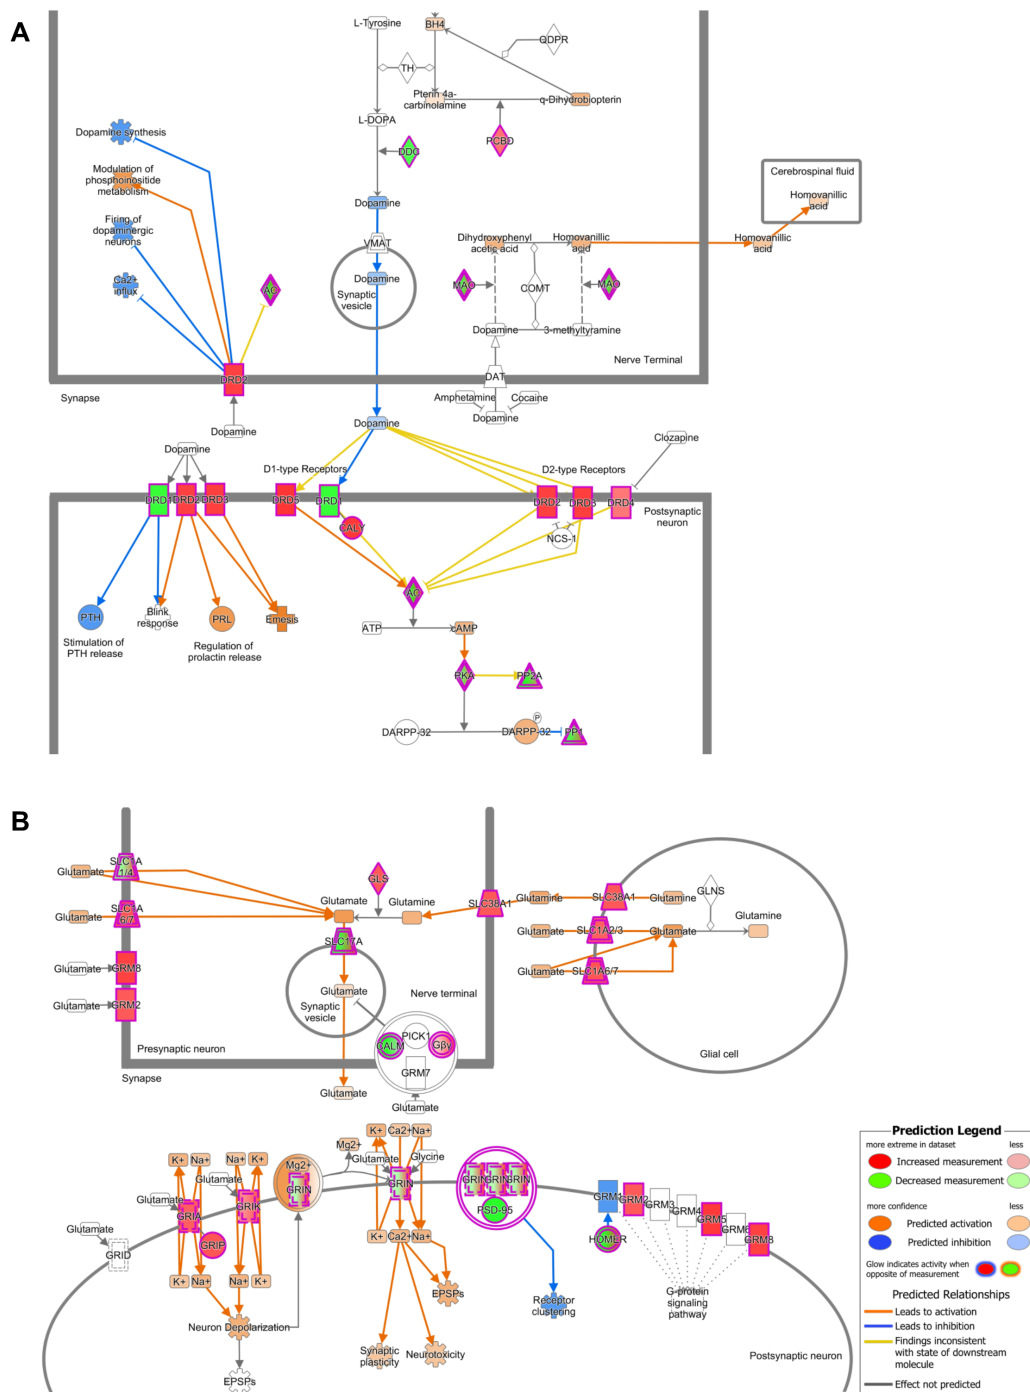 A
L-Tyrosine
BH4
QDPR
TH
Pterin 4a-
carbinolamine
q-Dihydrobiopterin
L-DOPA
PCBD
DDC
Dopamine synthesis
Modulation of
phosphoinositide
metabolism
Firing of
dopaminergic
neurons
Ca2+
influx
AC
Dopamine
VMAT
Dopamine
Synaptic
vesicle
Cerebrospinal fluid
Homovanillic
acid
Dihydroxyphenyl
acetic acid
Homovanillic
acid
Homovanillic
acid
MAO
COMT
MAO
Dopamine
3-methyltyramine
Nerve Terminal
DRD2
DAT
Synapse
Amphetamine
Cocaine
Dopamine
Dopamine
Dopamine
Dopamine
D1-type Receptors
D2-type Receptors
Clozapine
DRD1
DRD2
DRD3
DRD5
DRD1
DRD2
DRD3
DRD4
Postsynaptic
neuron
CALY
NCS-1
AC
PTH
Blink
response
PRL
Emesis
Stimulation of
PTH release
Regulation of
prolactin release
ATP
cAMP
PKA
PP2A
DARPP-32
DARPP-32
P
PP1
B
Glutamate
SLC1A
1/4
Glutamate
SLC1A
6/7
Glutamate
GRM8
Glutamate
GRM2
GLS
Glutamate
Glutamine
SLC38A1
SLC17A
Glutamate
Synaptic
vesicle
Nerve terminal
Presynaptic neuron
Synapse
PICK1
CALM
Gβγ
GRM7
Glutamate
Glutamate
Glutamine
SLC38A1
Glutamine
GLNS
Glutamine
Glutamate
SLC1A2/3
Glutamate
Glutamate
SLC1A6/7
Glial cell
K+
Na+
Na+
K+
Glutamate
Glutamate
Glutamate
GRIA
GRIK
GRIP
GRID
K+
Na+
Na+
K+
Neuron Depolarization
EPSPs
Mg2+
GRIN
Mg2+
K+
Ca2+
Na+
Glutamate
Glycine
GRIN
K+
Ca2+
Na+
EPSPs
Synaptic
plasticity
Neurotoxicity
GRIN
GRIN
GRIN
PSD-95
Receptor
clustering
GRM1
GRM2
GRM3
GRM4
GRM5
GRM6
GRM8
HOMER
G-protein
signaling
pathway
Postsynaptic neuron
Prediction Legend
more extreme in dataset
less
Increased measurement
Decreased measurement
more confidence
less
Predicted activation
Predicted inhibition
Glow indicates activity when
opposite of measurement
Predicted Relationships
Leads to activation
Leads to inhibition
Findings inconsistent
with state of downstream
molecule
Effect not predicted